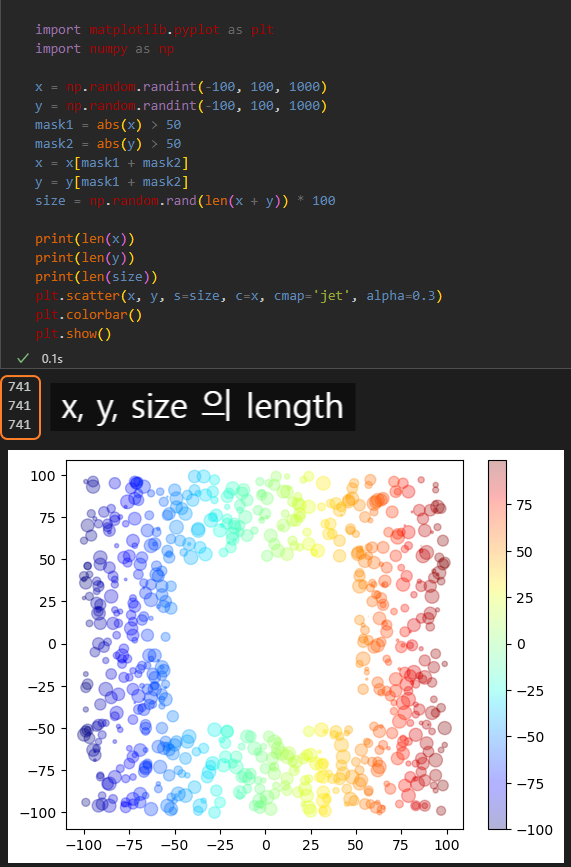 import matplotlib.pyplot as plt
import numpy as np
x = np.random.randint(-100, 100, 1000)
y = np.random.randint(-100, 100, 1000)
mask1 = abs(x) > 50
mask2 = abs(y) > 50
x = x[mask1 + mask2]
y = y[mask1 + mask2]
size = np.random.rand(len(x + y)) * 100
print(len(x))
print(len(y))
print(len(size))
plt.scatter(x, y, s=size, c=x, cmap='jet', alpha=0.3)
plt.colorbar()
plt.show()
0.1s
741
741
741
x, y, size 의 length
100
75
50
25
0
−25
−50
−75
−100
−100 −75 −50 −25 0 25 50 75 100
75
50
25
0
−25
−50
−75
−100